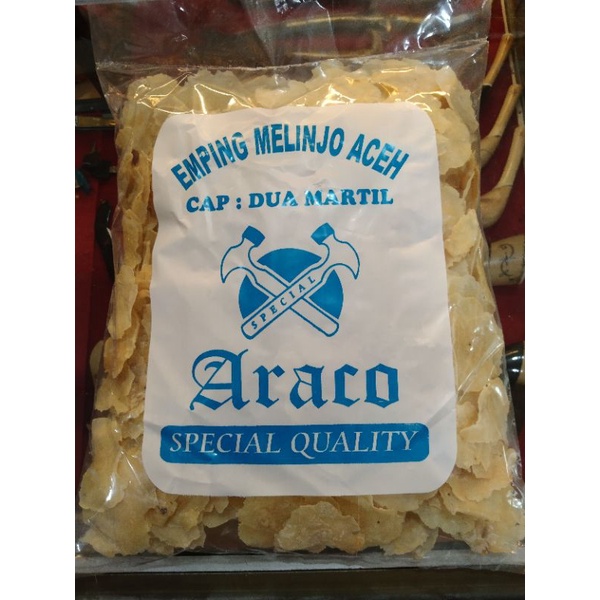 EMPING MELINJO ACEH
CAP : DUA MARTIL
SPECIAL
Araco
SPECIAL QUALITY